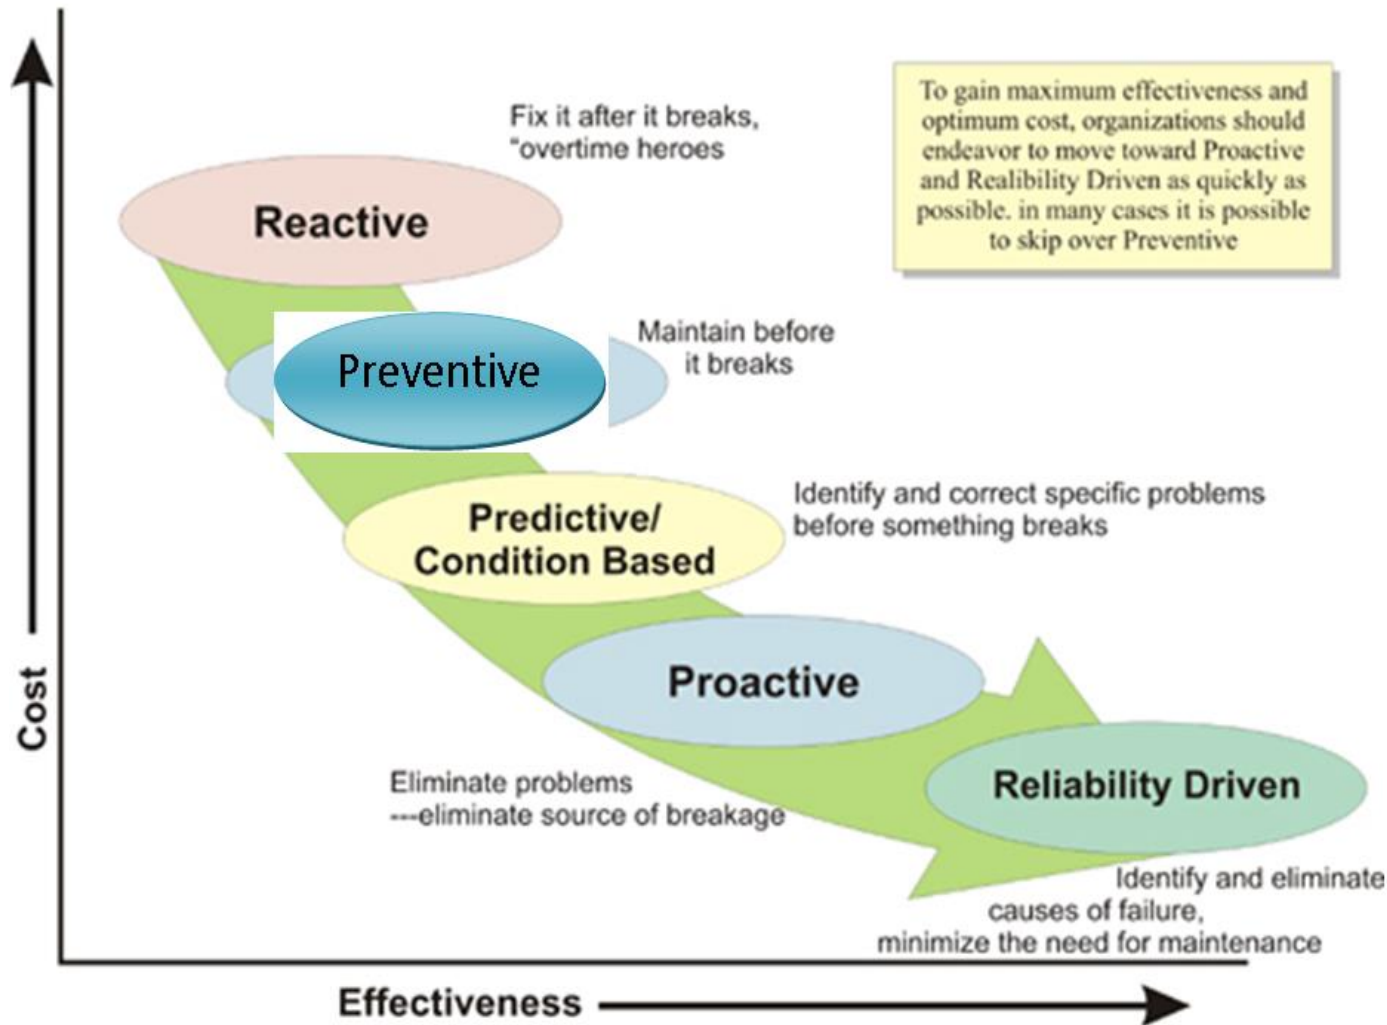 Fix it after it breaks,
"overtime heroes
To gain maximum effectiveness and
optimum cost, organizations should
endeavor to move toward Proactive
and Realibility Driven as quickly as
possible. in many cases it is possible
to skip over Preventive
Reactive
Maintain before
it breaks
Preventive
Identify and correct specific problems
before something breaks
Predictive/
Condition Based
Proactive
Cost
Eliminate problems
---eliminate source of breakage
Reliability Driven
Identify and eliminate
causes of failure,
minimize the need for maintenance
Effectiveness